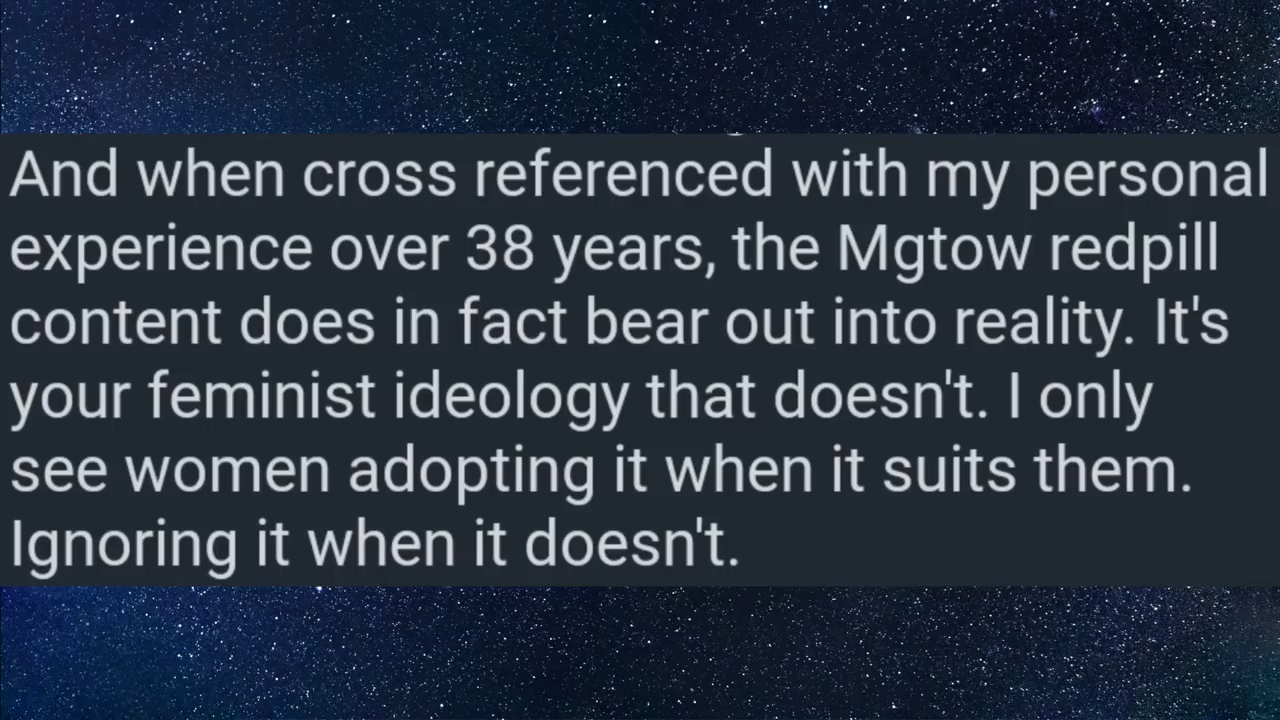 And when cross referenced with my personal
experience over 38 years, the Mgtow redpill
content does in fact bear out into reality. It's
your feminist ideology that doesn't. I only
see women adopting it when it suits them.
Ignoring it when it doesn't.